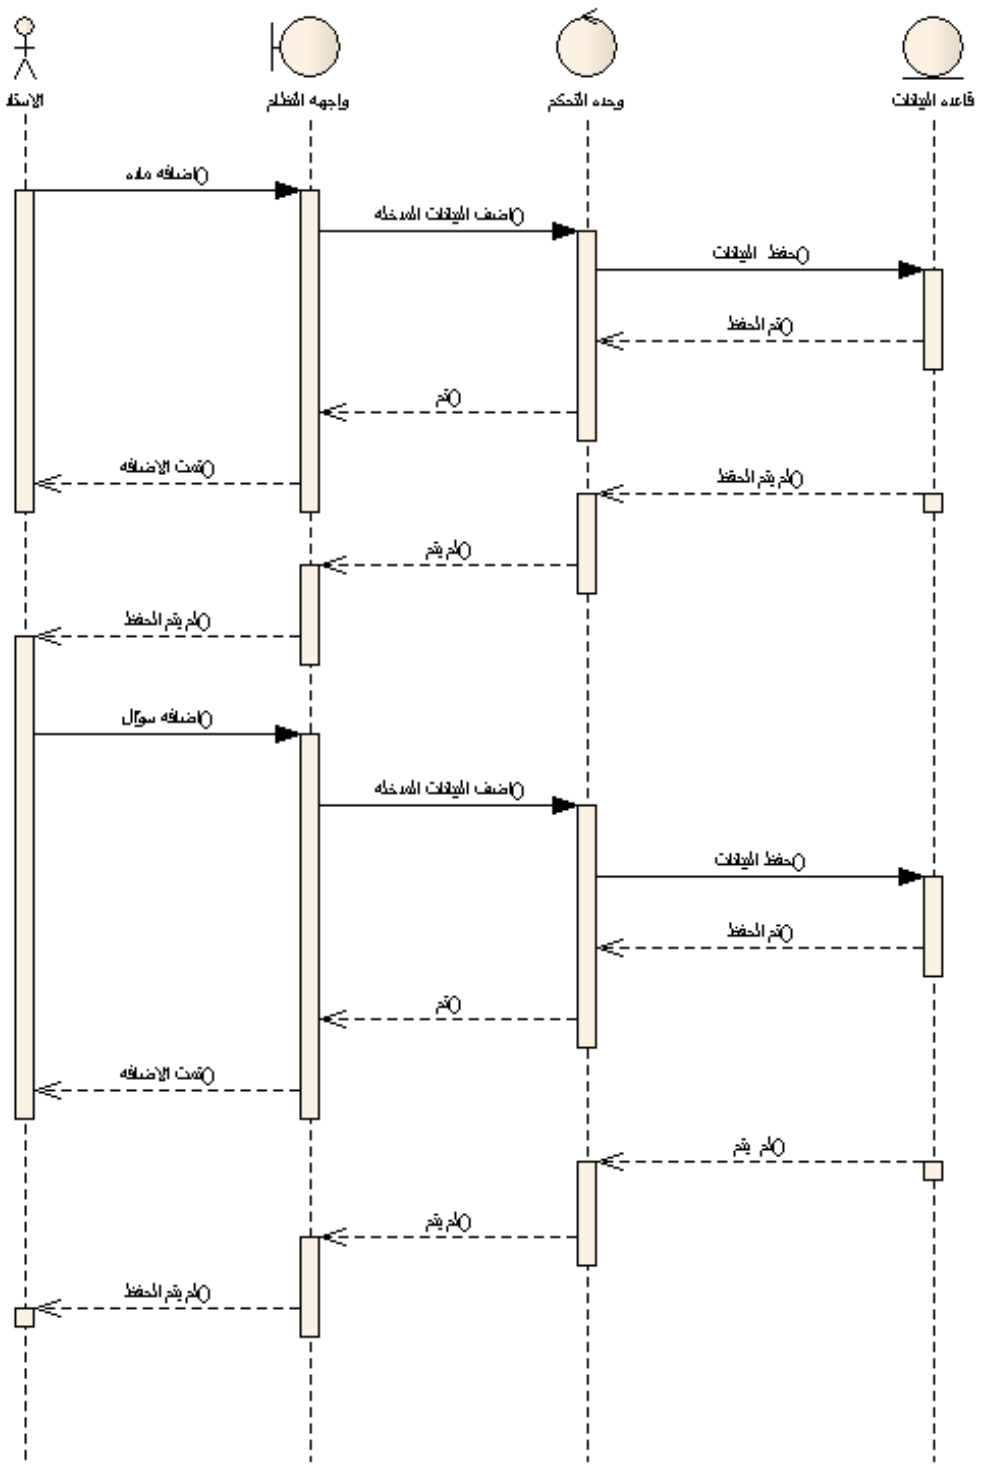 الاستاذ
واجهه النظام
وحده التحكم
قاعده البيانات
اضافه ماده()
اضف البيانات المدخله()
حفظ البيانات()
تم الحفظ()
تم()
تمت الاضافه()
لم يتم الحفظ()
لم يتم()
لم يتم الحفظ()
اضافه سوال()
اضف البيانات المدخله()
حفظ البيانات()
تم الحفظ()
تم()
تمت الاضافه()
لم يتم()
لم يتم()
لم يتم الحفظ()